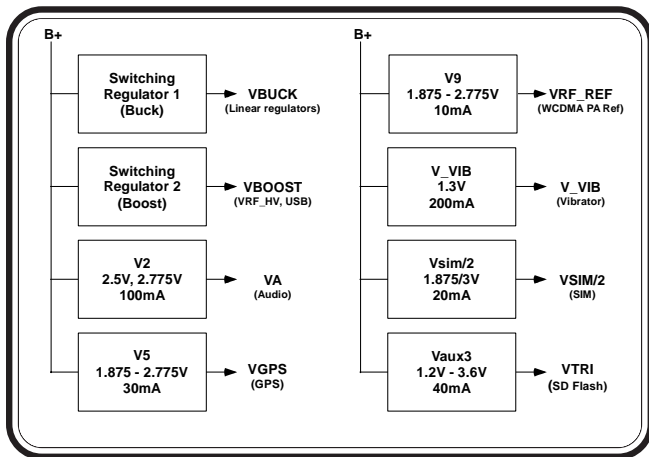 B+
Switching
Regulator 1
(Buck)
VBUCK
(Linear regulators)
Switching
Regulator 2
(Boost)
VBOOST
(VRF_HV, USB)
V2
2.5V, 2.775V
100mA
VA
(Audio)
V5
1.875 - 2.775V
30mA
VGPS
(GPS)
B+
V9
1.875 - 2.775V
10mA
VRF_REF
(WCDMA PA Ref)
V_VIB
1.3V
200mA
V_VIB
(Vibrator)
Vsim/2
1.875/3V
20mA
VSIM/2
(SIM)
Vaux3
1.2V - 3.6V
40mA
VTRI
(SD Flash)